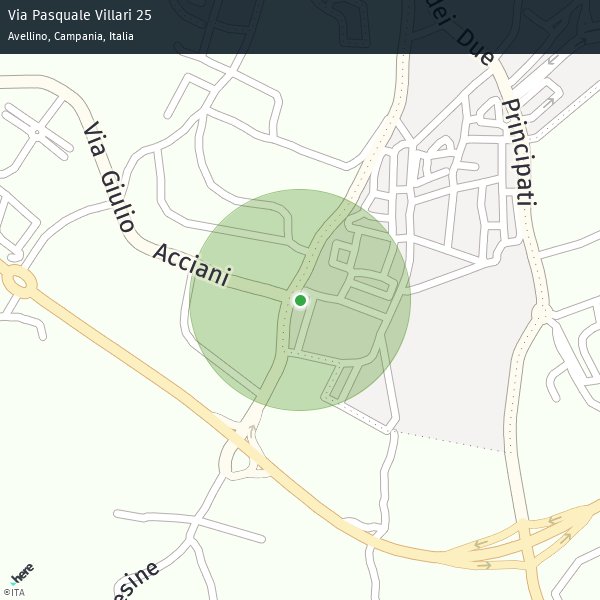 Via Pasquale Villari 25
Avellino, Campania, Italia
dei Due
Principati
Via Giulio
Acciani
esine
here
©ITA